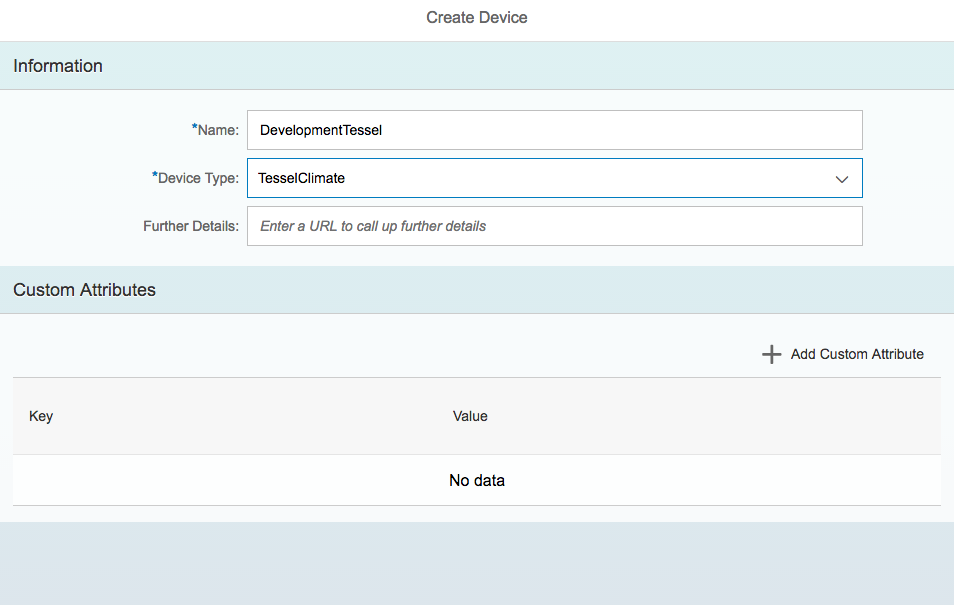 Create Device
Information
*Name: DevelopmentTessel
*Device Type: TesselClimate
Further Details: Enter a URL to call up further details
Custom Attributes
Add Custom Attribute
Key Value
No data